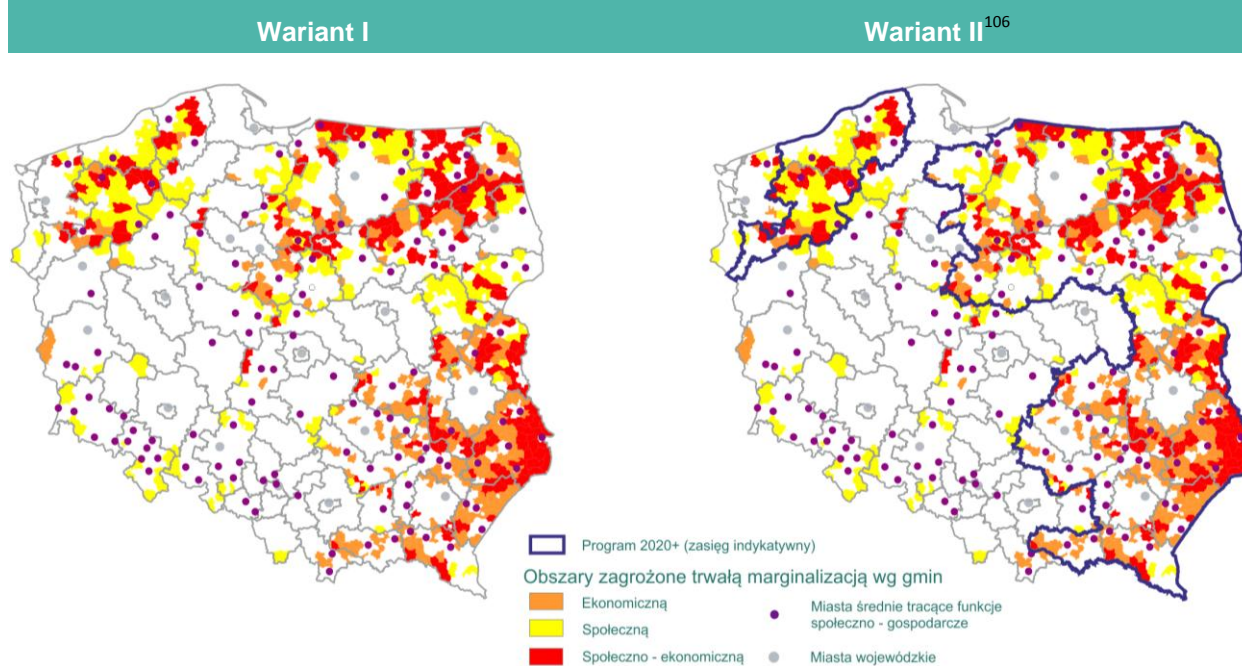 Wariant I
Wariant II106
Program 2020+ (zasięg indykatywny)
Obszary zagrożone trwałą marginalizacją wg gmin
Ekonomiczną
Społeczną
Społeczno - ekonomiczną
Miasta średnie tracące funkcje
społeczno - gospodarcze
Miasta wojewódzkie